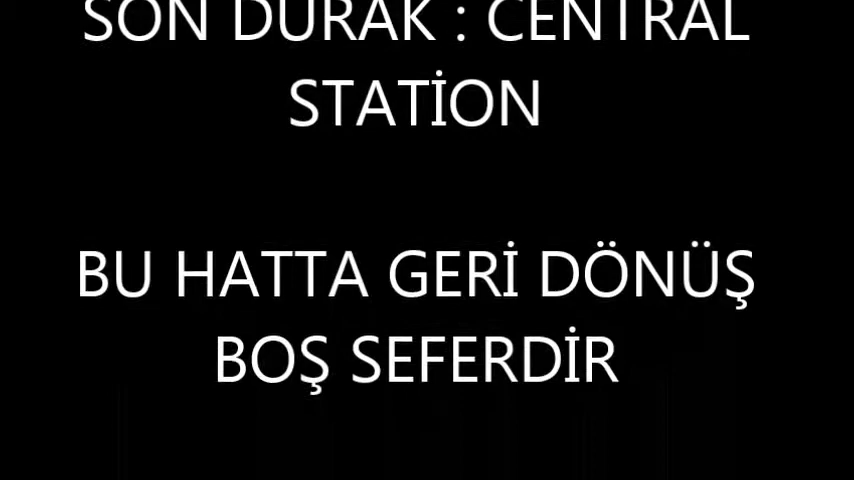 SON DURAK : CENTRAL
STATİON
BU HATTA GERİ DÖNÜŞ
BOŞ SEFERDİR